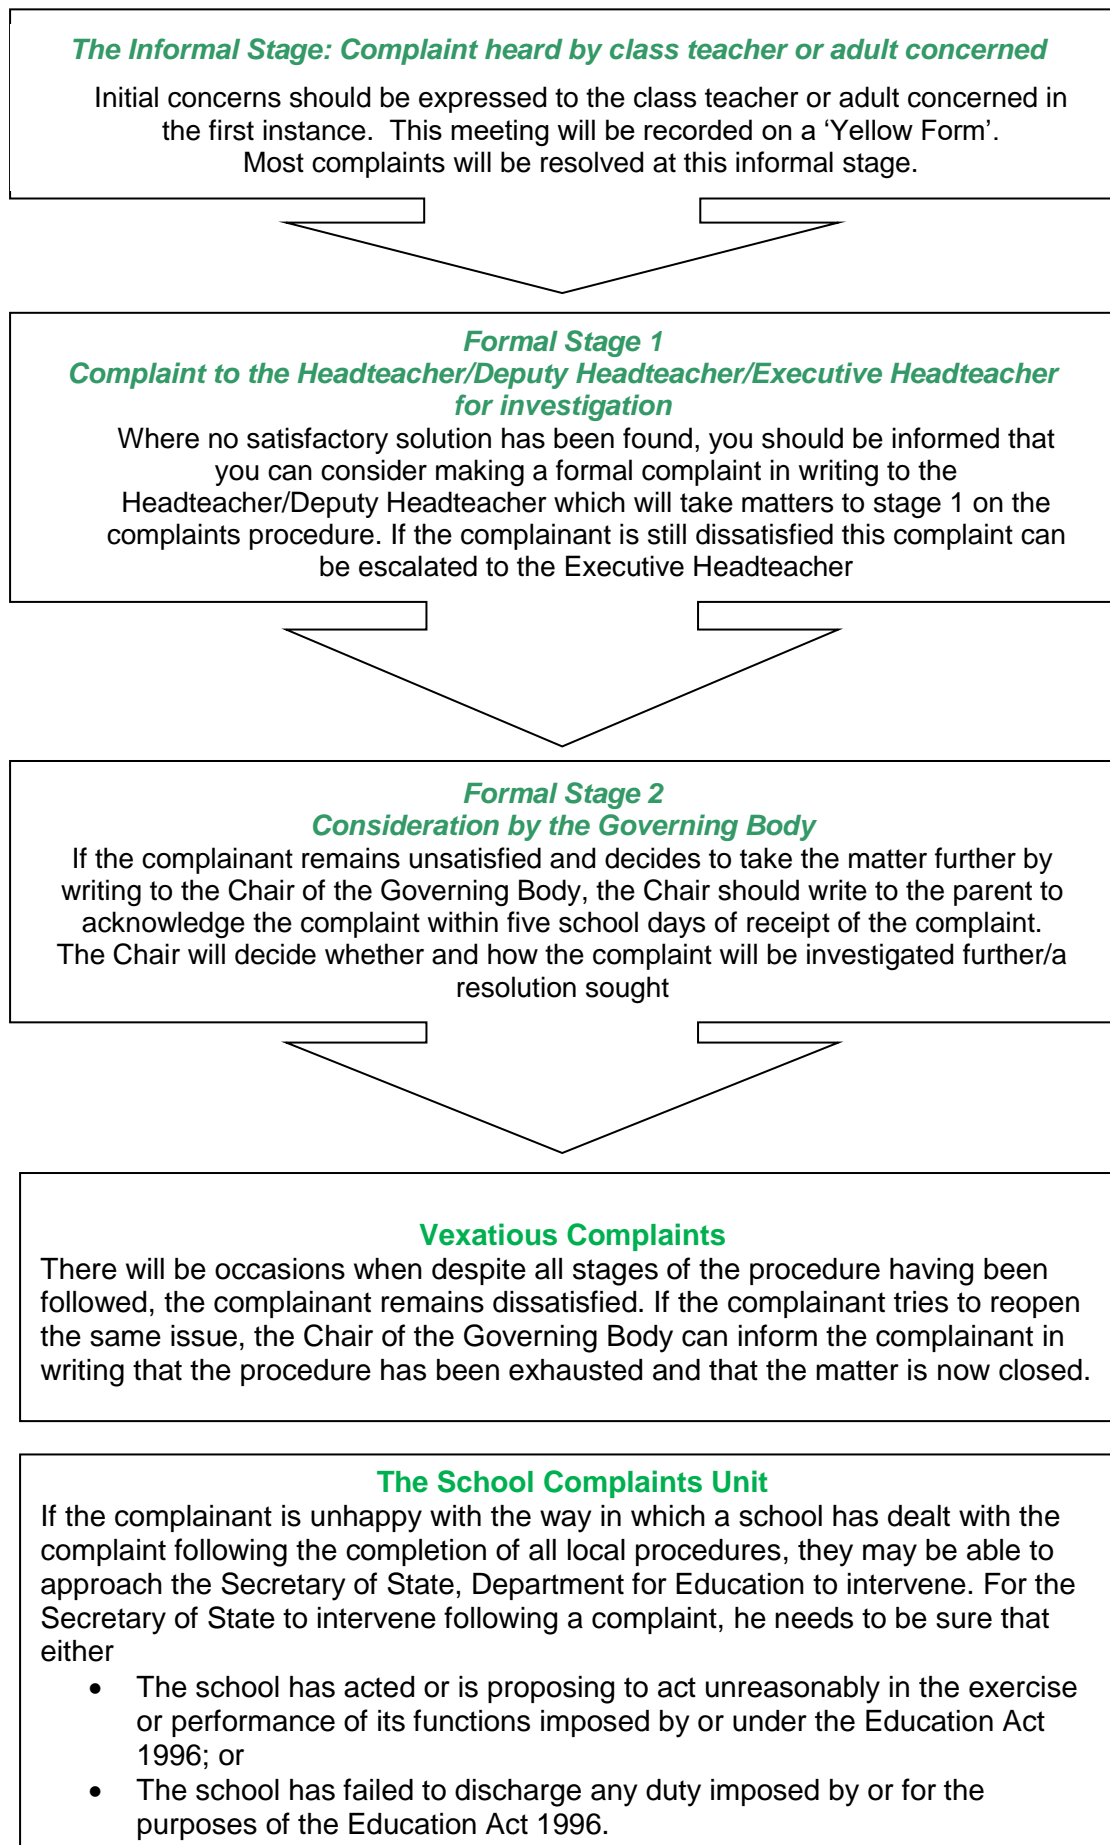 The Informal Stage: Complaint heard by class teacher or adult concerned
Initial concerns should be expressed to the class teacher or adult concerned in
the first instance.  This meeting will be recorded on a ‘Yellow Form’.
Most complaints will be resolved at this informal stage.
Formal Stage 1
Complaint to the Headteacher/Deputy Headteacher/Executive Headteacher
for investigation
Where no satisfactory solution has been found, you should be informed that
you can consider making a formal complaint in writing to the
Headteacher/Deputy Headteacher which will take matters to stage 1 on the
complaints procedure. If the complainant is still dissatisfied this complaint can
be escalated to the Executive Headteacher
Formal Stage 2
Consideration by the Governing Body
If the complainant remains unsatisfied and decides to take the matter further by
writing to the Chair of the Governing Body, the Chair should write to the parent to
acknowledge the complaint within five school days of receipt of the complaint.
The Chair will decide whether and how the complaint will be investigated further/a
resolution sought
Vexatious Complaints
There will be occasions when despite all stages of the procedure having been
followed, the complainant remains dissatisfied. If the complainant tries to reopen
the same issue, the Chair of the Governing Body can inform the complainant in
writing that the procedure has been exhausted and that the matter is now closed.
The School Complaints Unit
If the complainant is unhappy with the way in which a school has dealt with the
complaint following the completion of all local procedures, they may be able to
approach the Secretary of State, Department for Education to intervene. For the
Secretary of State to intervene following a complaint, he needs to be sure that
either
• The school has acted or is proposing to act unreasonably in the exercise
or performance of its functions imposed by or under the Education Act
1996; or
• The school has failed to discharge any duty imposed by or for the
purposes of the Education Act 1996.